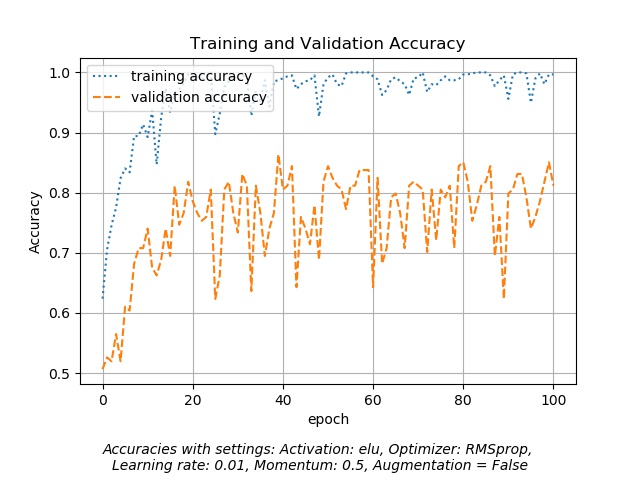 Training and Validation Accuracy
training accuracy
validation accuracy
1.0
0.9
0.8
0.7
0.6
0.5
Accuracy
0 20 40 60 80 100
epoch
Accuracies with settings: Activation: elu, Optimizer: RMSprop,
Learning rate: 0.01, Momentum: 0.5, Augmentation = False